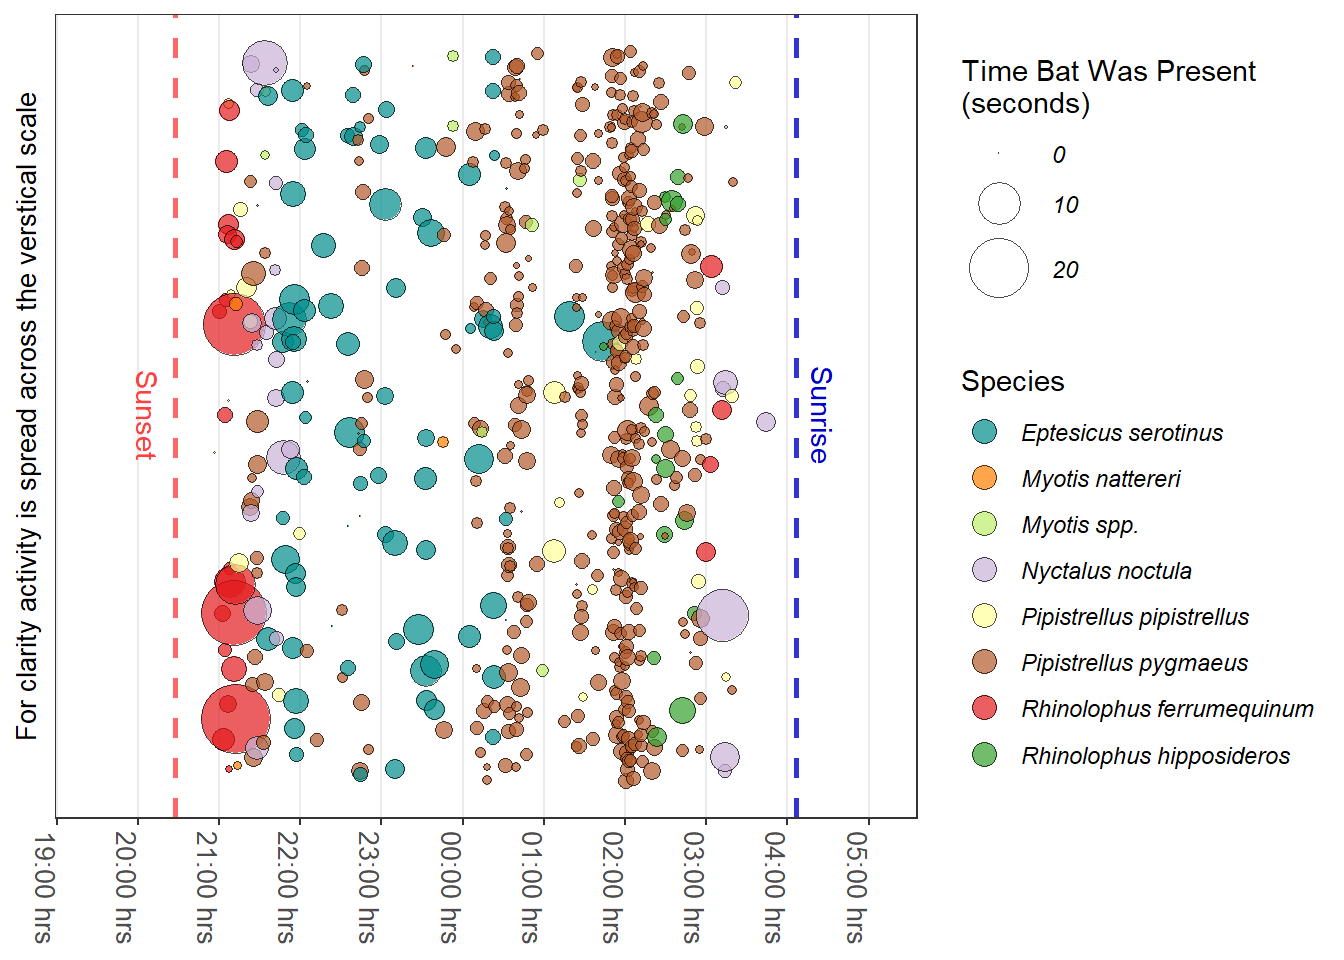 For clarity activity is spread across the verstical scale
Sunset
Sunrise
19:00 hrs
20:00 hrs
21:00 hrs
22:00 hrs
23:00 hrs
00:00 hrs
01:00 hrs
02:00 hrs
03:00 hrs
04:00 hrs
05:00 hrs
Time Bat Was Present
(seconds)
0
10
20
Species
Eptesicus serotinus
Myotis nattereri
Myotis spp.
Nyctalus noctula
Pipistrellus pipistrellus
Pipistrellus pygmaeus
Rhinolophus ferrumequinum
Rhinolophus hipposideros